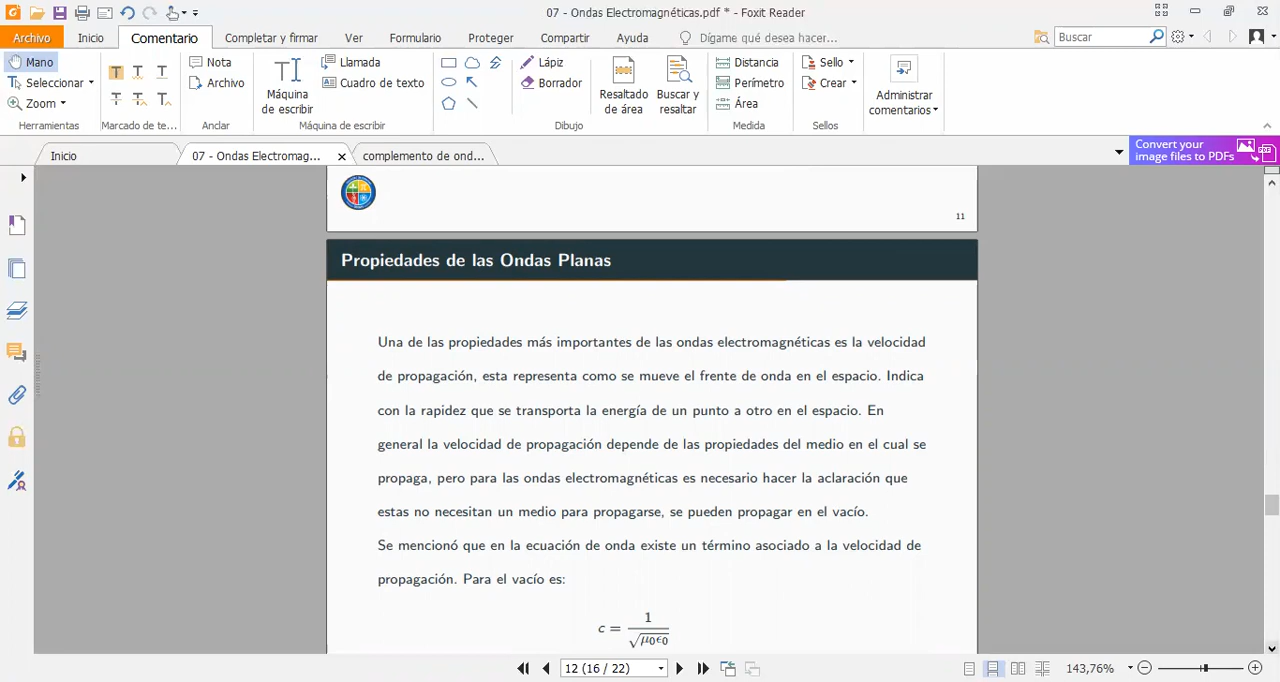 07 - Ondas Electromagnéticas.pdf * - Foxit Reader
Archivo Inicio Comentario Completar y firmar Ver Formulario Proteger Compartir Ayuda Dígame qué desea hacer... Buscar
Mano
Seleccionar
Zoom
Herramientas
Marcado de te...
Nota
Archivo
Anclar
Máquina
de escribir
Llamada
Cuadro de texto
Máquina de escribir
Lápiz
Borrador
Dibujo
Resaltado
de área
Buscar y
resaltar
Distancia
Perímetro
Área
Medida
Sello
Crear
Sellos
Administrar
comentarios
Inicio 07 - Ondas Electromag... complemento de ond...
Convert your
image files to PDFs
11
Propiedades de las Ondas Planas
Una de las propiedades más importantes de las ondas electromagnéticas es la velocidad
de propagación, esta representa como se mueve el frente de onda en el espacio. Indica
con la rapidez que se transporta la energía de un punto a otro en el espacio. En
general la velocidad de propagación depende de las propiedades del medio en el cual se
propaga, pero para las ondas electromagnéticas es necesario hacer la aclaración que
estas no necesitan un medio para propagarse, se pueden propagar en el vacío.
Se mencionó que en la ecuación de onda existe un término asociado a la velocidad de
propagación. Para el vacío es:
c = 1 / √μ₀ϵ₀
12 (16 / 22) 143,76%